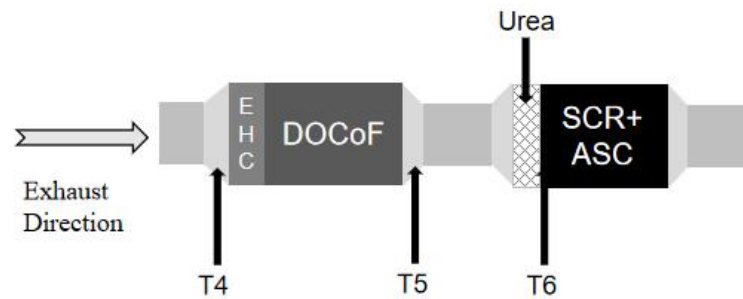 Urea
E
H
C
DOCoF
SCR+
ASC
Exhaust
Direction
T4
T5
T6